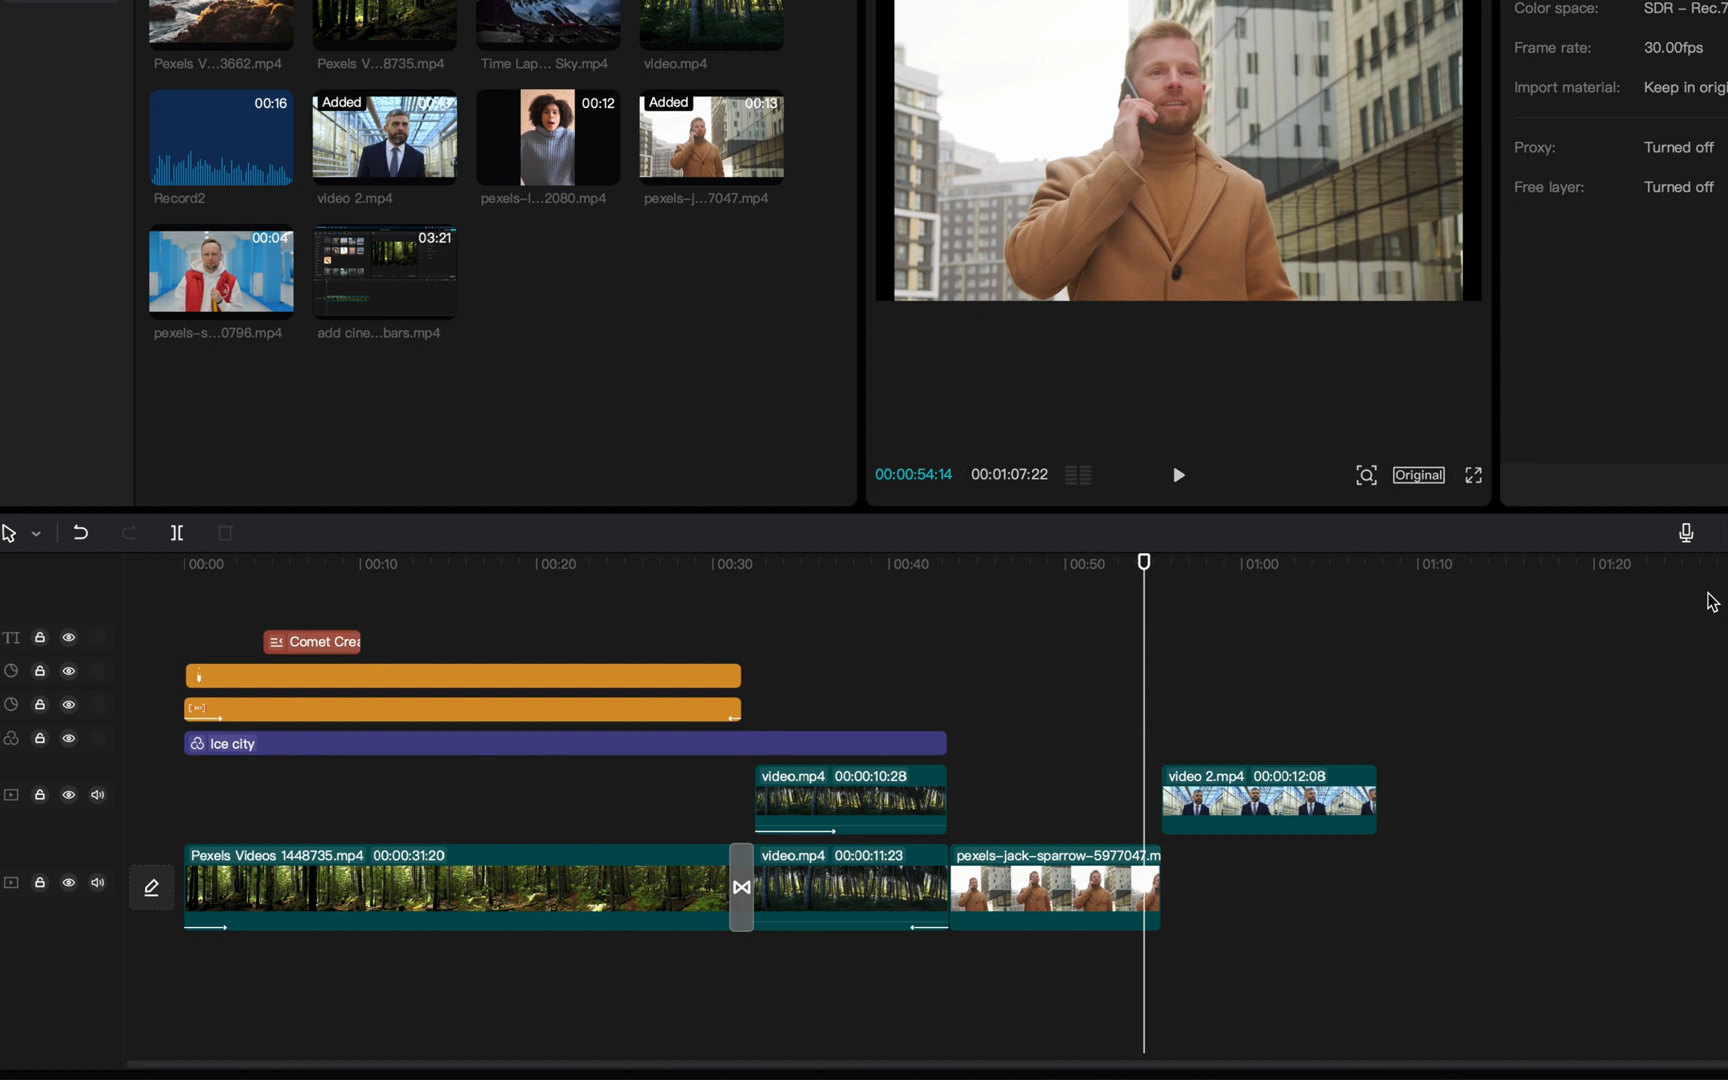 Color space: SDR – Rec.7
Pexels V...3662.mp4 Pexels V...8735.mp4 Time Lap... Sky.mp4 video.mp4
Frame rate: 30.00fps
Import material: Keep in orig
00:16 Added 00:12 Added 00:13
Proxy: Turned off
Free layer: Turned off
Record2 video 2.mp4 pexels-l...2080.mp4 pexels-j...7047.mp4
00:04 03:21
pexels-s...0796.mp4 add cine...bars.mp4
00:00:54:14 00:01:07:22 Original
00:00 00:10 00:20 00:30 00:40 00:50 01:00 01:10 01:20
TI Comet Crea
Ice city
video.mp4 00:00:10:28 video 2.mp4 00:00:12:08
Pexels Videos 1448735.mp4 00:00:31:20 video.mp4 00:00:11:23 pexels-jack-sparrow-5977047.m